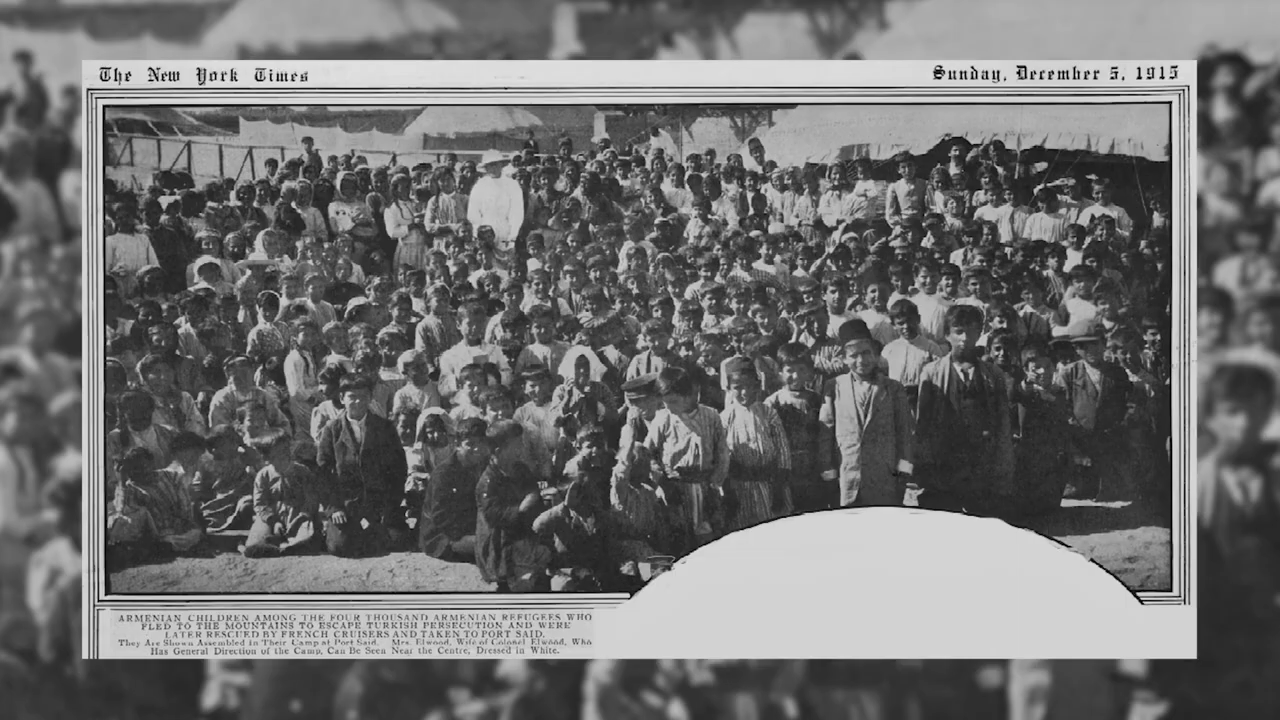 The New York Times
Sunday, December 5, 1915
ARMENIAN CHILDREN AMONG THE FOUR THOUSAND ARMENIAN REFUGEES WHO
FLED TO THE MOUNTAINS TO ESCAPE TURKISH PERSECUTION AND WERE
LATER RESCUED BY FRENCH CRUISERS AND TAKEN TO PORT SAID.
They Are Shown Assembled in Their Camp at Port Said. Mrs. Elwood, Wife of Colonel Elwood, Who
Has General Direction of the Camp, Can Be Seen Near the Centre, Dressed in White.